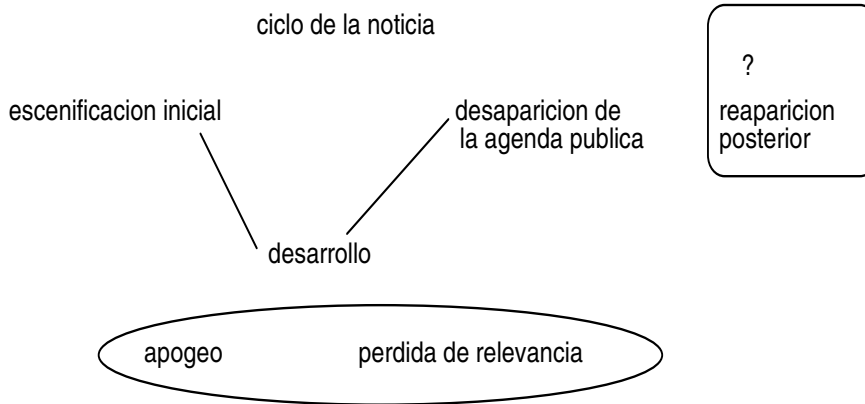 ciclo de la noticia
?
escenificacion inicial
desaparicion de
la agenda publica
reaparicion
posterior
desarrollo
apogeo
perdida de relevancia